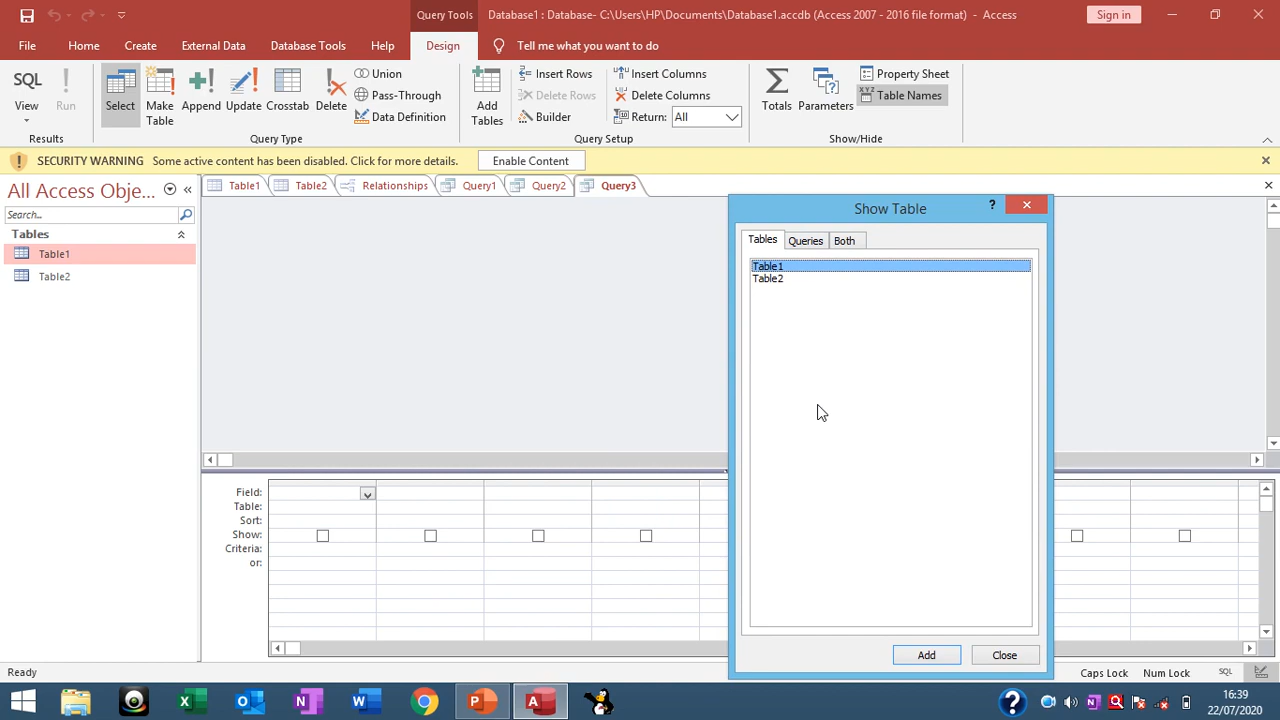 Query Tools
Database1 : Database- C:\Users\HP\Documents\Database1.accdb (Access 2007 - 2016 file format) - Access
Sign in
File Home Create External Data Database Tools Help Design Tell me what you want to do
SQL
View
Run
Select
Make
Table
Append
Update
Crosstab
Delete
Union
Pass-Through
Data Definition
Add
Tables
Insert Rows
Delete Rows
Builder
Insert Columns
Delete Columns
Return: All
Totals
Parameters
Property Sheet
XYZ Table Names
Results
Query Type
Query Setup
Show/Hide
SECURITY WARNING Some active content has been disabled. Click for more details. Enable Content
All Access Obje...
Search...
Tables
Table1
Table2
Table1 Table2 Relationships Query1 Query2 Query3
Show Table
?
Tables Queries Both
Table1
Table2
Add Close
Field:
Table:
Sort:
Show:
Criteria:
or:
Ready
Caps Lock Num Lock SQL
16:39
22/07/2020